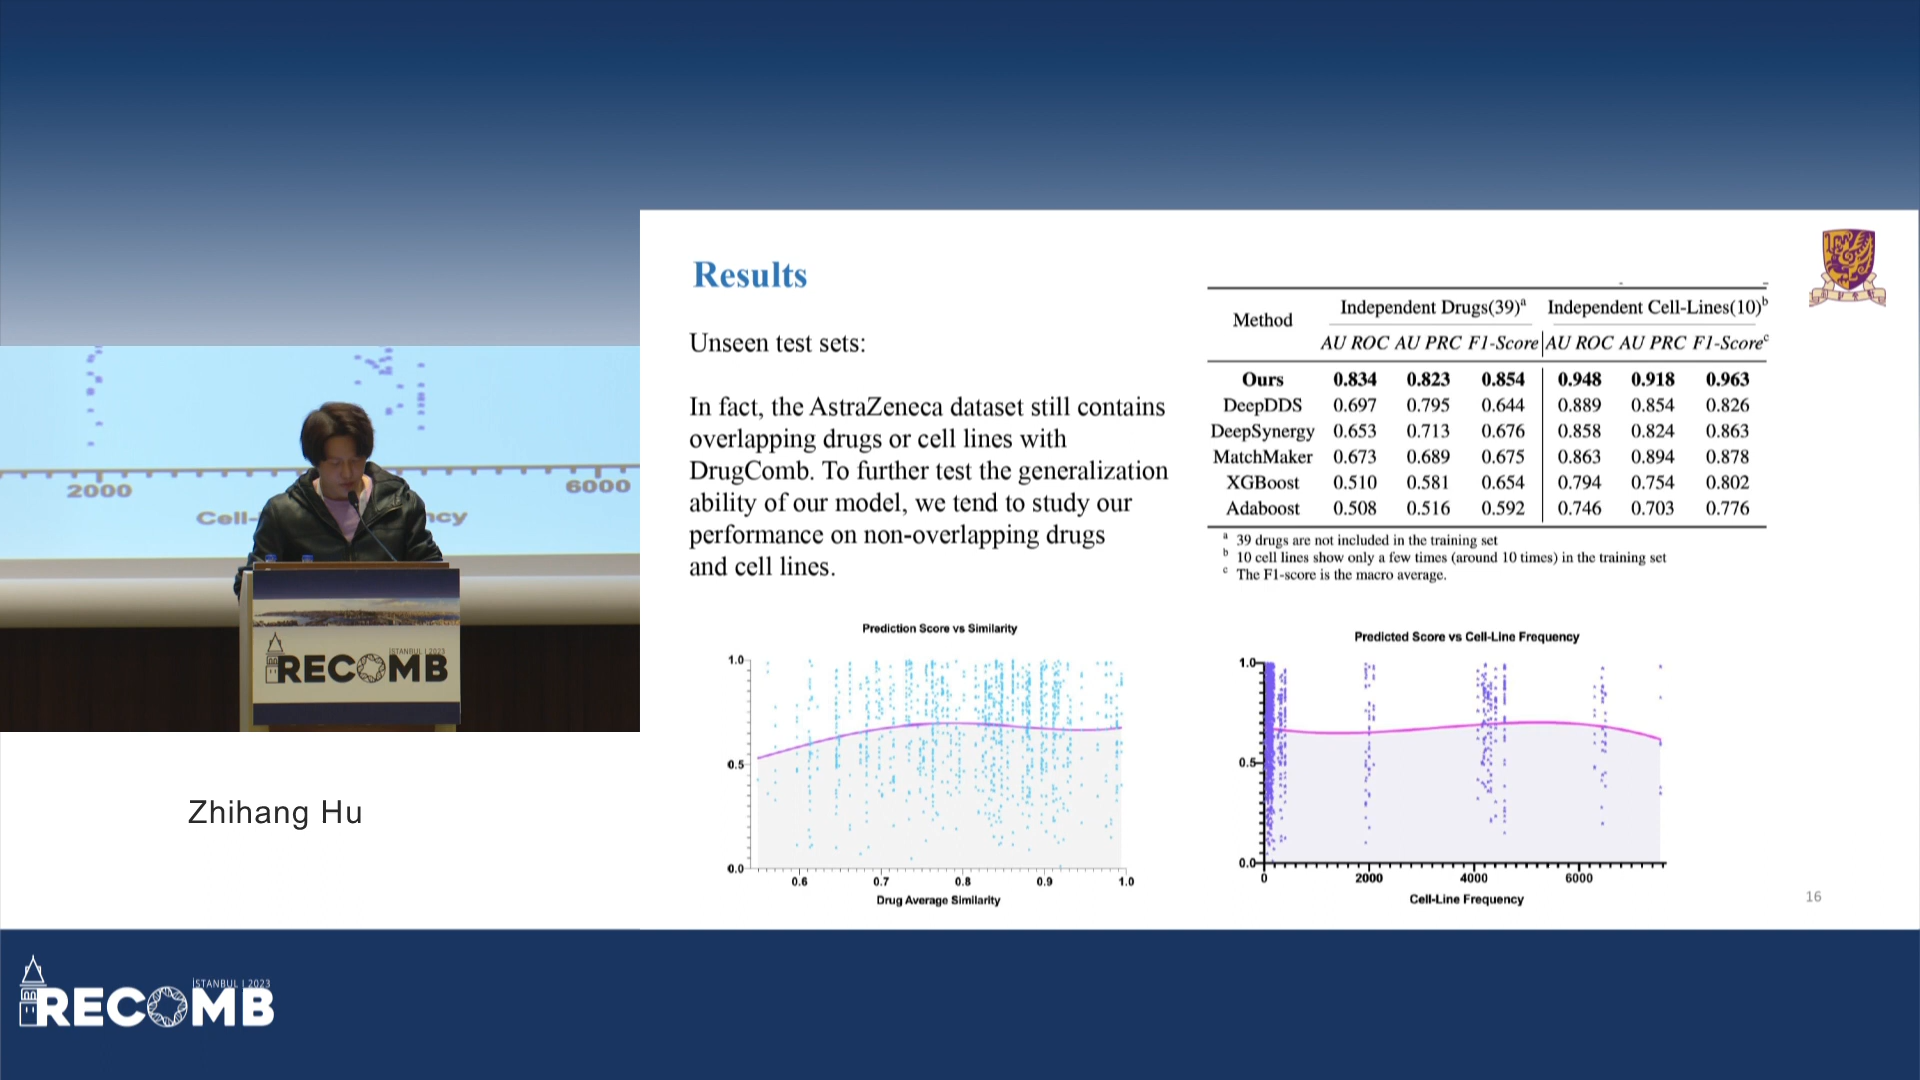 Results
Unseen test sets:
In fact, the AstraZeneca dataset still contains
overlapping drugs or cell lines with
DrugComb. To further test the generalization
ability of our model, we tend to study our
performance on non-overlapping drugs
and cell lines.
Method Independent Drugs(39)a Independent Cell-Lines(10)b
AU ROC AU PRC F1-Score AU ROC AU PRC F1-Scorec
Ours 0.834 0.823 0.854 0.948 0.918 0.963
DeepDDS 0.697 0.795 0.644 0.889 0.854 0.826
DeepSynergy 0.653 0.713 0.676 0.858 0.824 0.863
MatchMaker 0.673 0.689 0.675 0.863 0.894 0.878
XGBoost 0.510 0.581 0.654 0.794 0.754 0.802
Adaboost 0.508 0.516 0.592 0.746 0.703 0.776
a 39 drugs are not included in the training set
b 10 cell lines show only a few times (around 10 times) in the training set
c The F1-score is the macro average.
Prediction Score vs Similarity
1.0
0.5
0.0
0.6 0.7 0.8 0.9 1.0
Drug Average Similarity
Predicted Score vs Cell-Line Frequency
1.0
0.5
0.0
0 2000 4000 6000
Cell-Line Frequency
16
2000 6000
Cell- ncy
ISTANBUL | 2023
RECOMB
Zhihang Hu
İSTANBUL | 2023
RECOMB